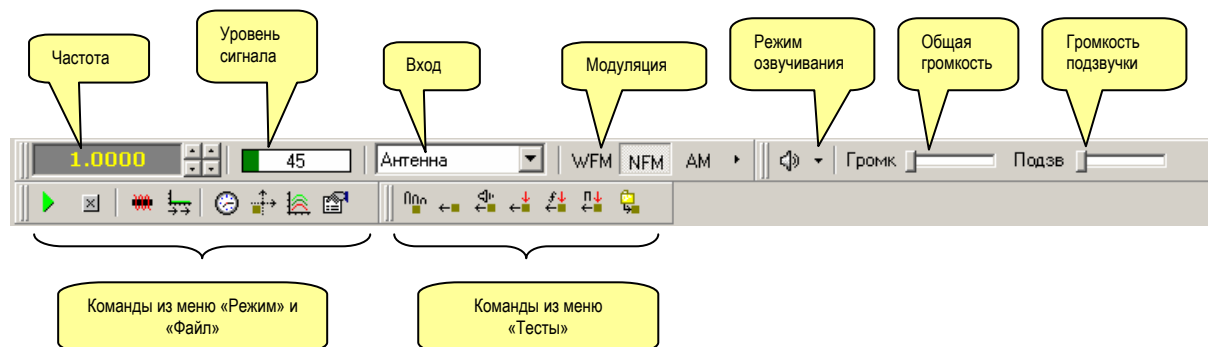 Частота
Уровень
сигнала
Вход
Модуляция
Режим
озвучивания
Общая
громкость
Громкость
подзвучки
1.0000 45 Антенна WFM NFM AM Громк Подзв
Команды из меню «Режим» и
«Файл»
Команды из меню
«Тесты»